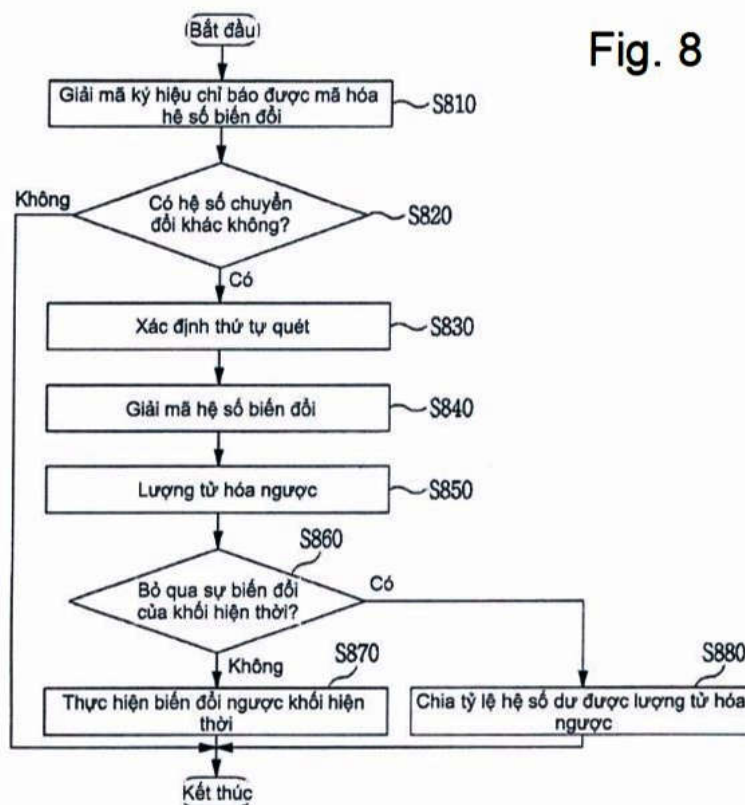 Fig. 8
Bắt đầu
Giải mã ký hiệu chỉ báo được mã hóa
hệ số biến đổi
S810
Có hệ số chuyển
đổi khác không?
S820
Không
Có
Xác định thứ tự quét
S830
Giải mã hệ số biến đổi
S840
Lượng tử hóa ngược
S850
S860
Bỏ qua sự biến đổi
của khối hiện thời?
Có
Không
S870
Thực hiện biến đổi ngược khối hiện
thời
S880
Chia tỷ lệ hệ số dư được lượng tử hóa
ngược
Kết thúc